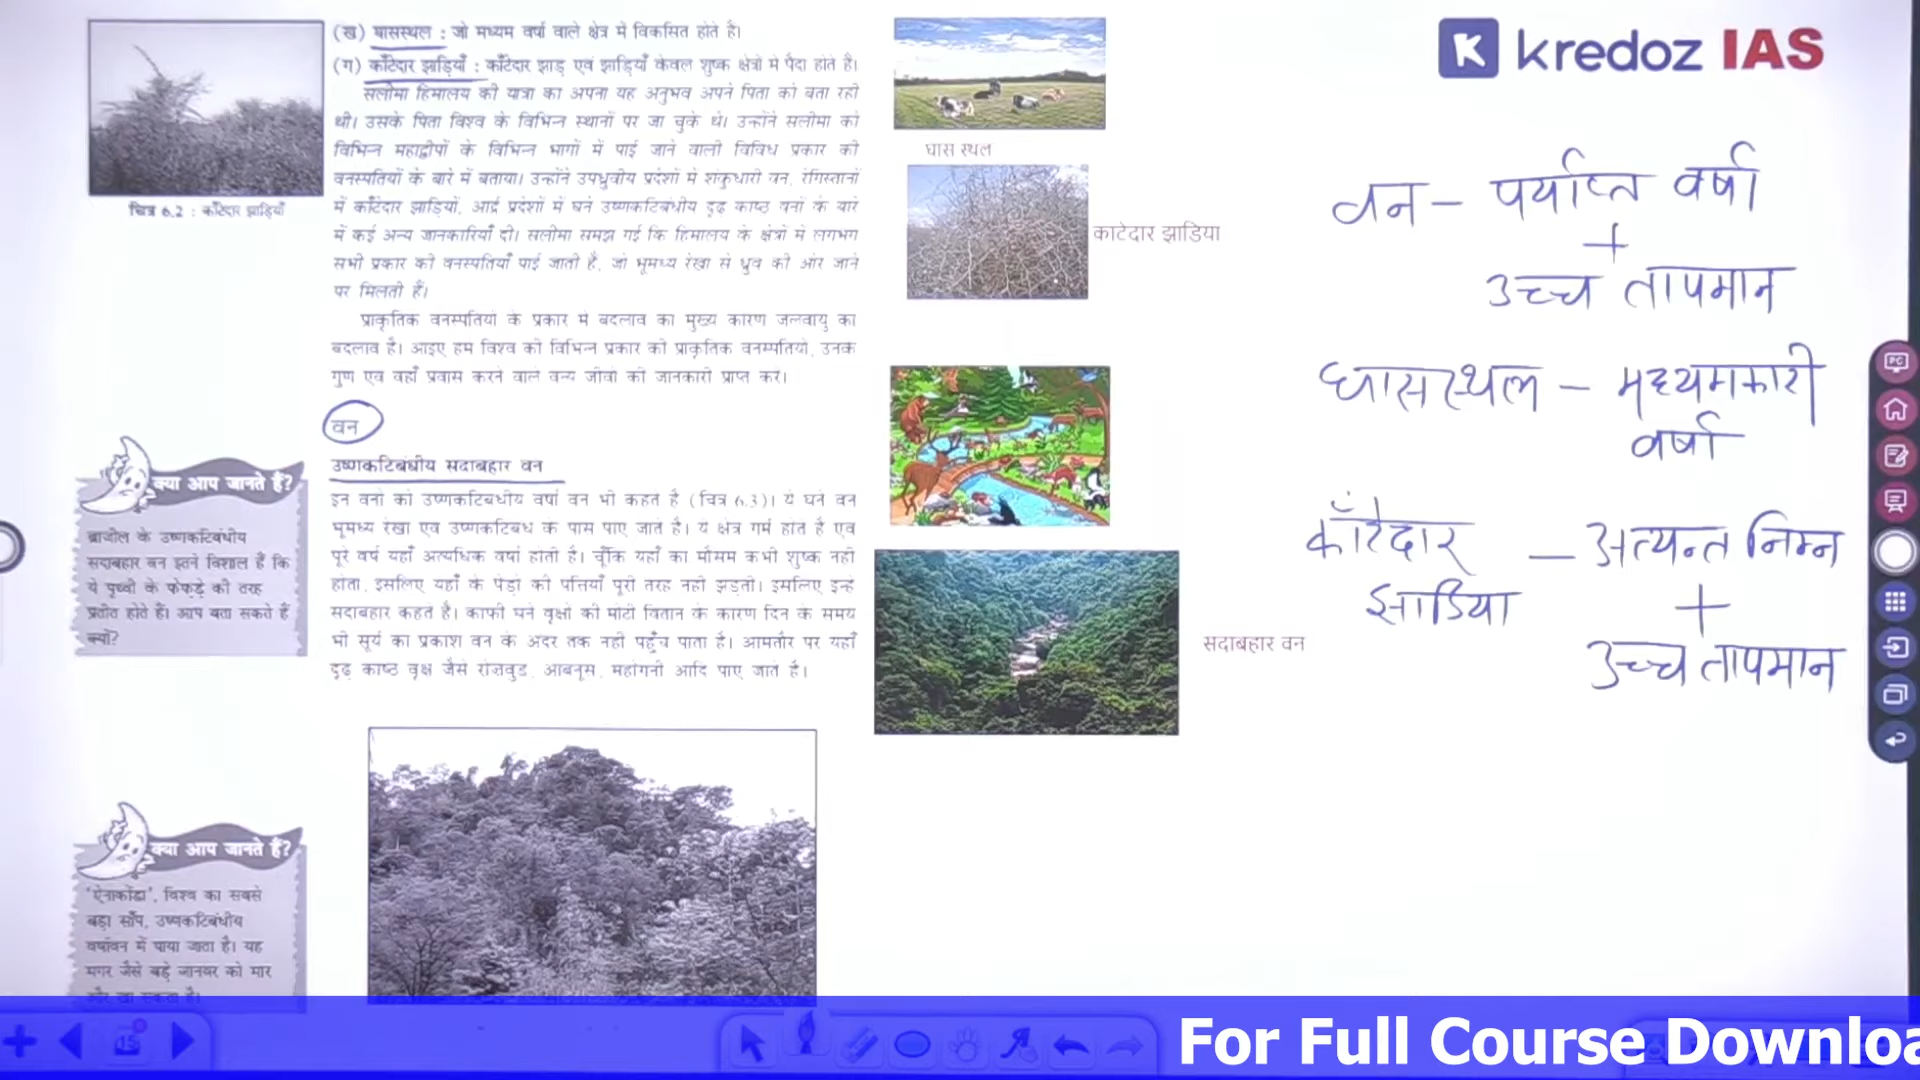 (ख) घासस्थल : जो मध्यम वर्षा वाले क्षेत्र में विकसित होते हैं।
(ग) काँटेदार झाड़ियाँ : काँटेदार झाड़ एवं झाड़ियाँ केवल शुष्क क्षेत्रों में पैदा होते हैं।
सलीमा हिमालय की यात्रा का अपना यह अनुभव अपने पिता को बता रही
थी। उसके पिता विश्व के विभिन्न स्थानों पर जा चुके थे। उन्होंने सलीमा को
विभिन्न महाद्वीपों के विभिन्न भागों में पाई जाने वाली विविध प्रकार की
वनस्पतियों के बारे में बताया। उन्होंने उपध्रुवीय प्रदेशों में शंकुधारी वन, रेगिस्तानों
में काँटेदार झाड़ियों, आर्द्र प्रदेशों में घने उष्णकटिबंधीय दृढ़ काष्ठ वनों के बारे
में कई अन्य जानकारियाँ दी। सलीमा समझ गई कि हिमालय के क्षेत्रों में लगभग
सभी प्रकार की वनस्पतियाँ पाई जाती हैं, जो भूमध्य रेखा से ध्रुव की ओर जाने
पर मिलती हैं।
प्राकृतिक वनस्पतियों के प्रकार में बदलाव का मुख्य कारण जलवायु का
बदलाव है। आइए हम विश्व की विभिन्न प्रकार की प्राकृतिक वनस्पतियों, उनके
गुण एवं वहाँ प्रवास करने वाले वन्य जीवों की जानकारी प्राप्त करें।
चित्र 6.2 : काँटेदार झाड़ियाँ
वन
उष्णकटिबंधीय सदाबहार वन
इन वनों को उष्णकटिबंधीय वर्षा वन भी कहते हैं (चित्र 6.3)। ये घने वन
भूमध्य रेखा एवं उष्णकटिबंध के पास पाए जाते हैं। ये क्षेत्र गर्म होते हैं एवं
पूरे वर्ष यहाँ अत्यधिक वर्षा होती है। चूँकि यहाँ का मौसम कभी शुष्क नहीं
होता, इसलिए यहाँ के पेड़ों की पत्तियाँ पूरी तरह नहीं झड़ती। इसलिए इन्हें
सदाबहार कहते हैं। काफी घने वृक्षों की मोटी वितान के कारण दिन के समय
भी सूर्य का प्रकाश वन के अंदर तक नहीं पहुँच पाता है। आमतौर पर यहाँ
दृढ़ काष्ठ वृक्ष जैसे रोज़वुड, आबनूस, महोगनी आदि पाए जाते हैं।
क्या आप जानते हैं?
ब्राजील के उष्णकटिबंधीय
सदाबहार वन इतने विशाल हैं कि
ये पृथ्वी के फेफड़े की तरह
प्रतीत होते हैं। आप बता सकते हैं
क्यों?
क्या आप जानते हैं?
'ऐनाकोंडा', विश्व का सबसे
बड़ा साँप, उष्णकटिबंधीय
वर्षावन में पाया जाता है। यह
मगर जैसे बड़े जानवर को मार
और खा सकता है।
घास स्थल
काटेदार झाडिया
सदाबहार वन
kredoz IAS
वन – पर्याप्त वर्षा
+
उच्च तापमान
घासस्थल – मध्यमकारी
वर्षा
काँटेदार – अत्यन्त निम्न
झाडिया +
उच्च तापमान
PC
15
For Full Course Downloa